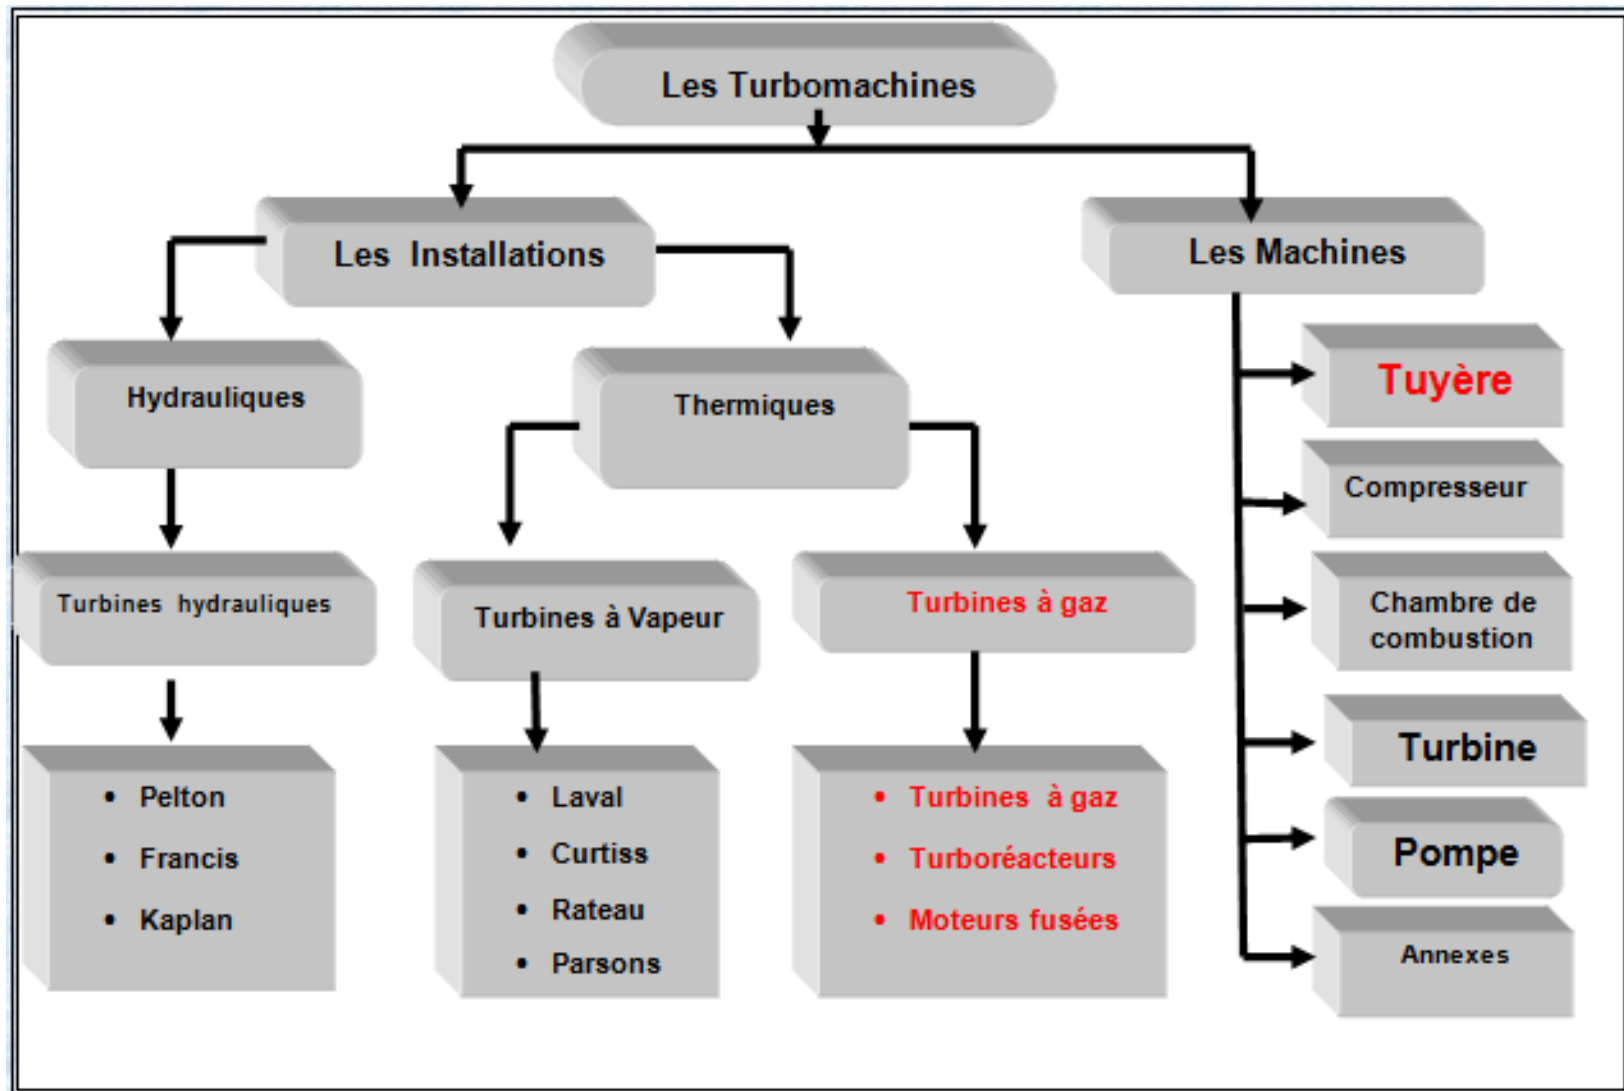 Les Turbomachines
Les Installations
Les Machines
Hydrauliques
Thermiques
Turbines hydrauliques
Turbines à Vapeur
Turbines à gaz
• Pelton
• Francis
• Kaplan
• Laval
• Curtiss
• Rateau
• Parsons
• Turbines à gaz
• Turboréacteurs
• Moteurs fusées
Tuyère
Compresseur
Chambre de
combustion
Turbine
Pompe
Annexes